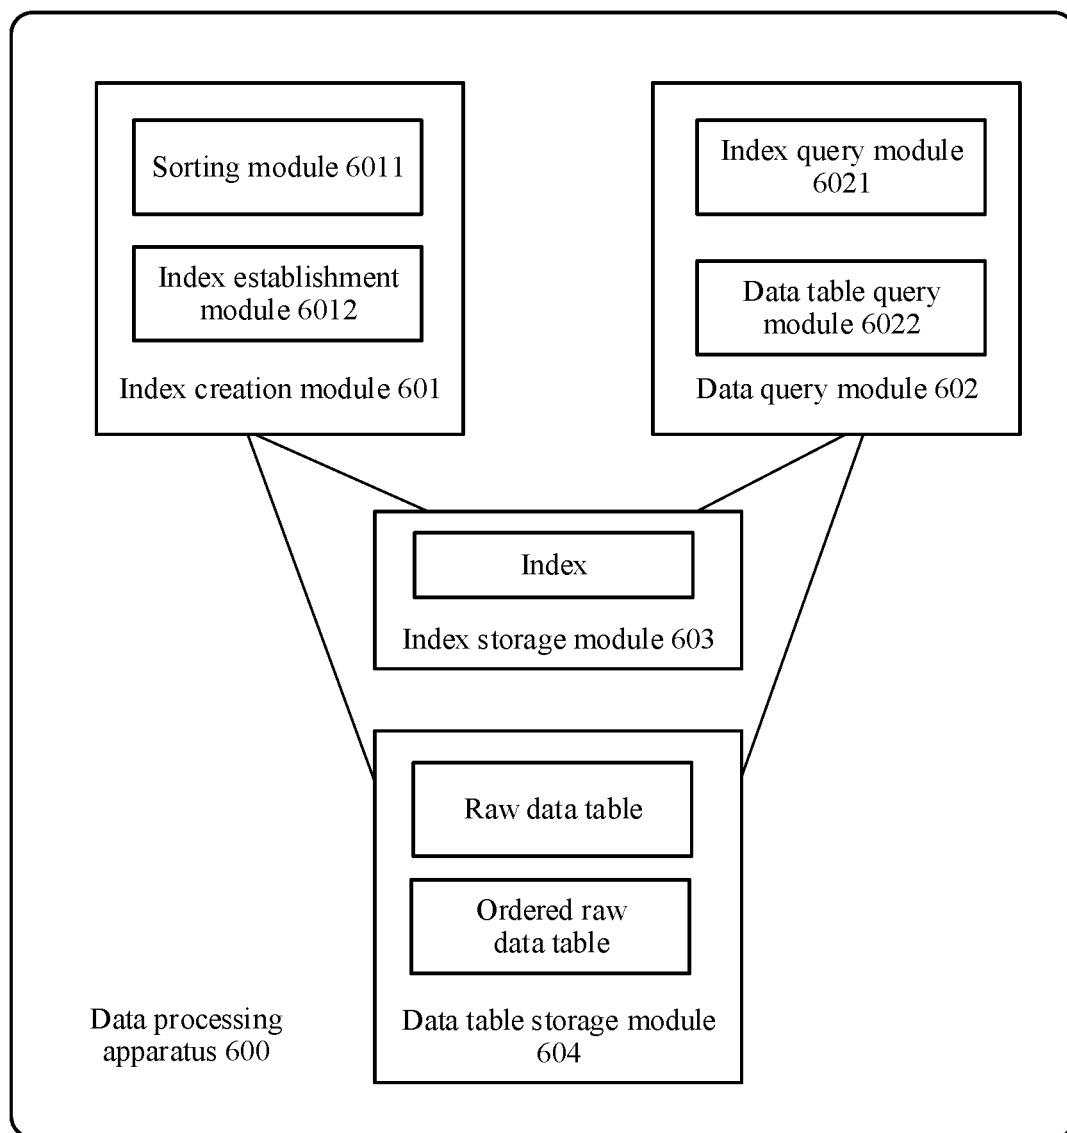 Sorting module 6011
Index establishment
module 6012
Index creation module 601
Index query module
6021
Data table query
module 6022
Data query module 602
Index
Index storage module 603
Raw data table
Ordered raw
data table
Data table storage module
604
Data processing
apparatus 600